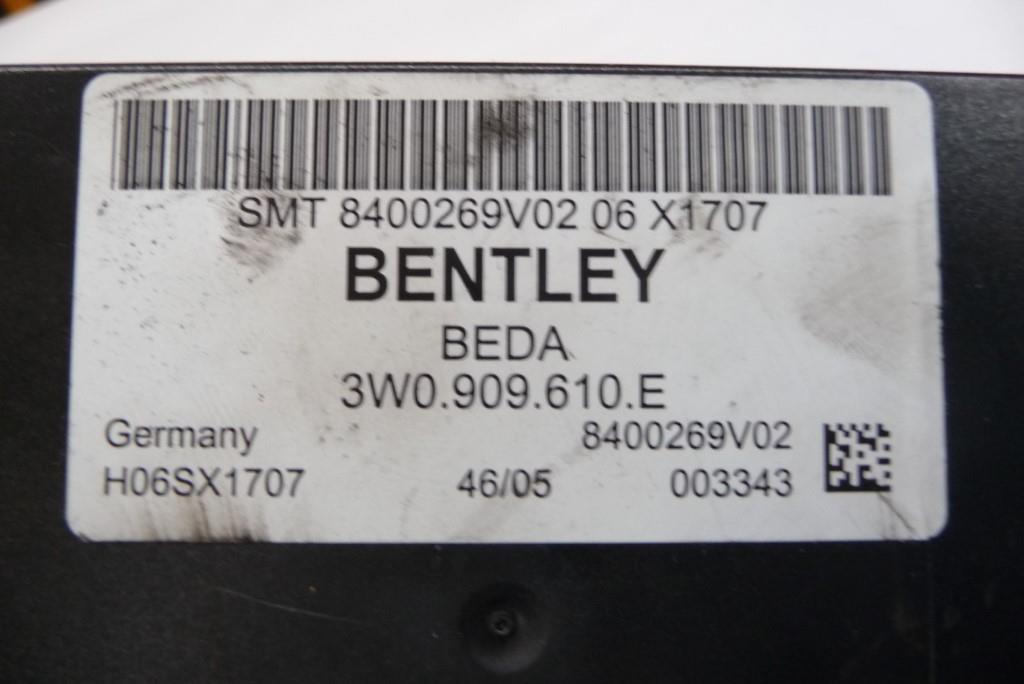 SMT 8400269V02 06 X1707
BENTLEY
BEDA
3W0.909.610.E
Germany 8400269V02
H06SX1707 46/05 003343